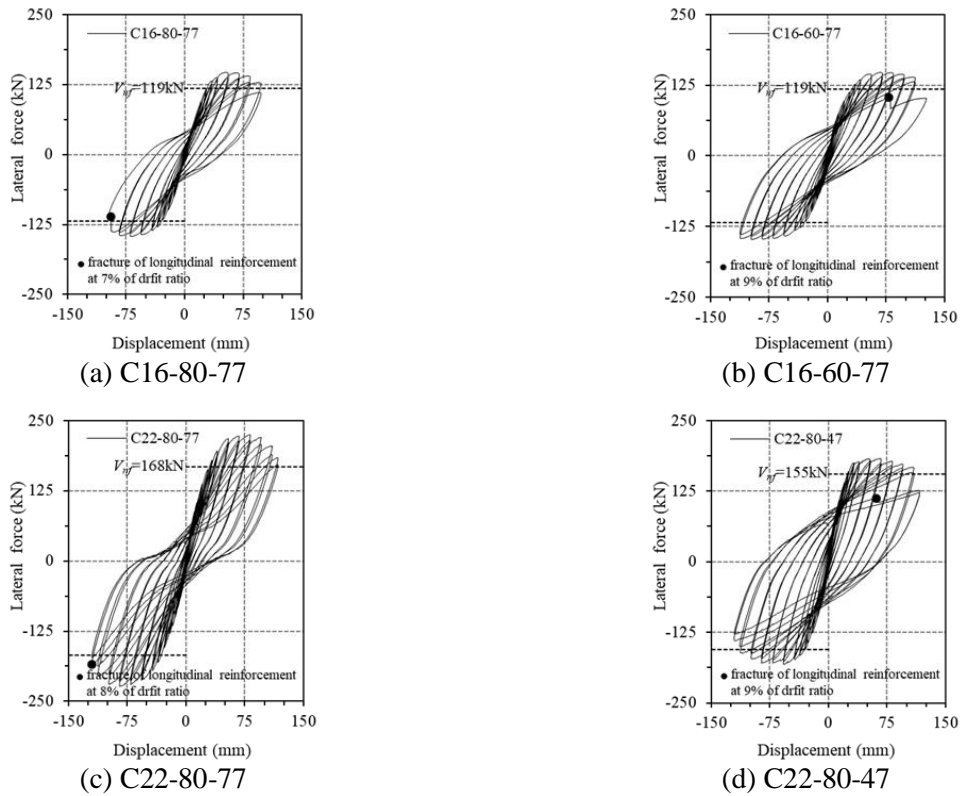 250
C16-80-77
125
Vnf=119kN
0
-125
-250
fracture of longitudinal reinforcement
at 7% of drfit ratio
-150 -75 0 75 150
Lateral force (kN)
Displacement (mm)
(a) C16-80-77
250
C16-60-77
125
Vnf=119kN
0
-125
-250
fracture of longitudinal reinforcement
at 9% of drfit ratio
-150 -75 0 75 150
Lateral force (kN)
Displacement (mm)
(b) C16-60-77
250
C22-80-77
Vnf=168kN
125
0
-125
-250
fracture of longitudinal reinforcement
at 8% of drfit ratio
-150 -75 0 75 150
Lateral force (kN)
Displacement (mm)
(c) C22-80-77
250
C22-80-47
Vnf=155kN
125
0
-125
-250
fracture of longitudinal reinforcement
at 9% of drfit ratio
-150 -75 0 75 150
Lateral force (kN)
Displacement (mm)
(d) C22-80-47